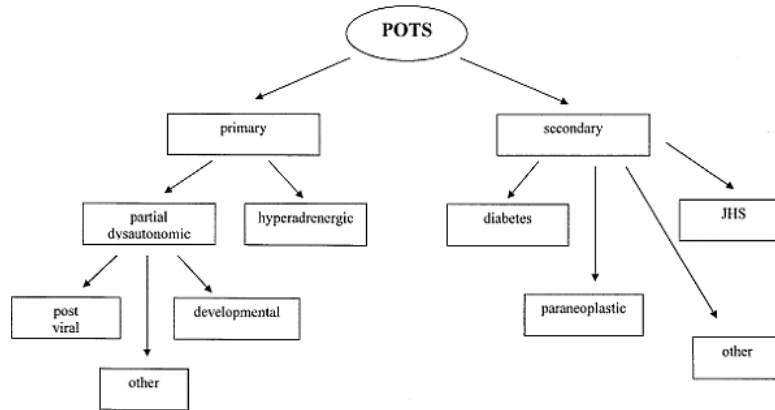 POTS
primary
secondary
partial
dysautonomic
hyperadrenergic
diabetes
JHS
post
viral
developmental
paraneoplastic
other
other